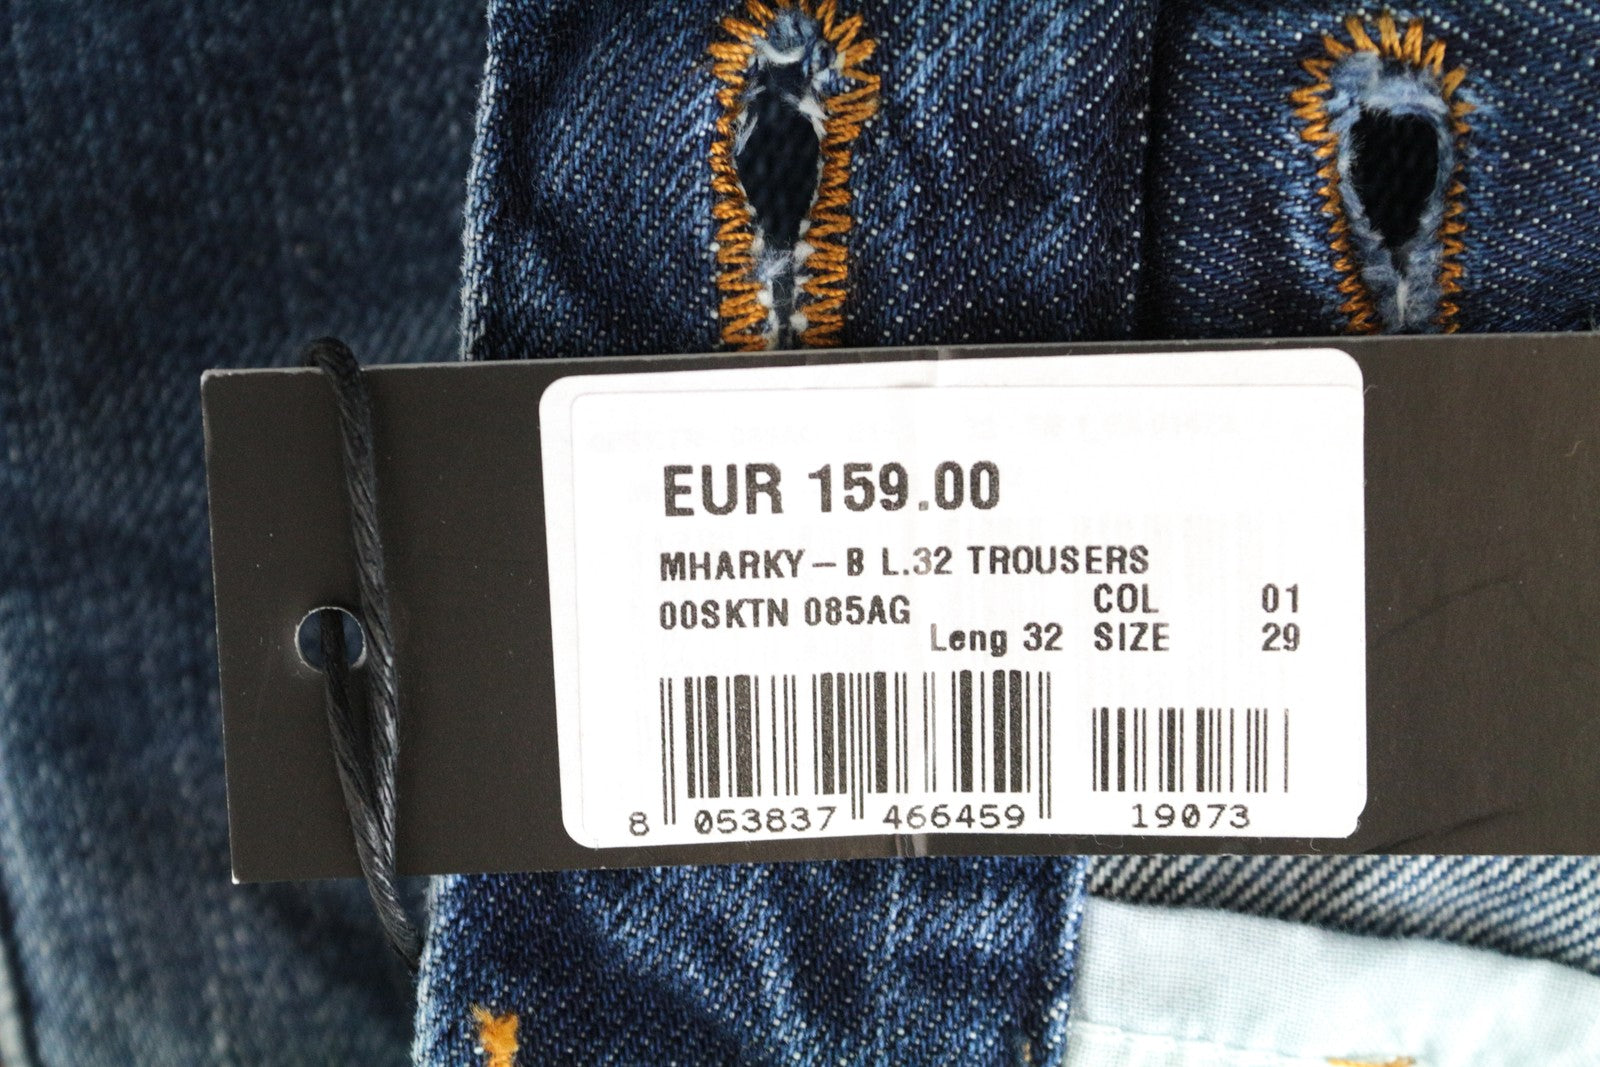 EUR 159.00
MHARKY-B L.32 TROUSERS
00SKTN 085AG COL 01
Leng 32 SIZE 29
8 053837 466459 19073